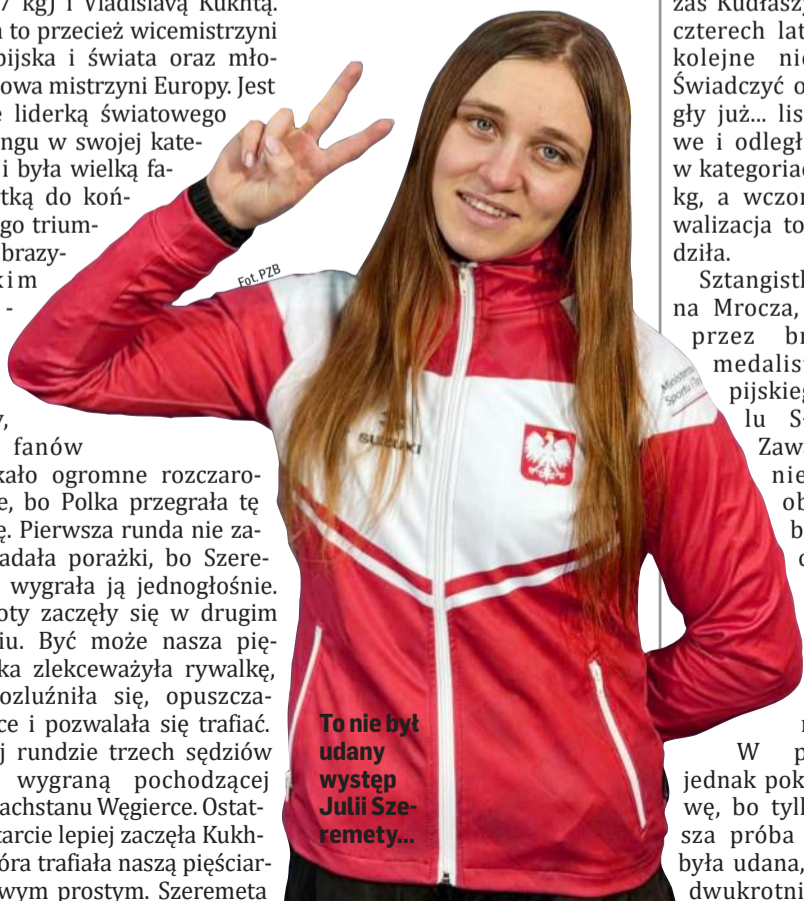 7 kg) i Vladislavą Kukhtą.
to przecież wicemistrzyni
pijska i świata oraz mło-
owa mistrzyni Europy. Jest
liderką światowego
ngu w swojej kate-
i była wielką fa-
tką do koń-
go trium-
brazy-
kim
-
y,
fanów
kało ogromne rozczaro-
e, bo Polka przegrała tę
ę. Pierwsza runda nie za-
adała porażki, bo Szere-
wygrała ją jednogłośnie.
oty zaczęły się w drugim
iu. Być może nasza pię-
ka zlekceważyła rywalkę,
ozluźniła się, opuszcza-
ce i pozwalała się trafiać.
j rundzie trzech sędziów
wygraną pochodzącej
achstanu Węgierce. Ostat-
tarcie lepiej zaczęła Kukh-
óra trafiała naszą pięściar-
wym prostym. Szeremeta
Fot. PZB
SUZUKI
Ministerstwo
Sportu i Tu
To nie był
udany
występ
Julii Sze-
remety...
zas Kudłaszy
czterech lat
kolejne nie
Świadczyć o
gły już... lis
we i odległ
w kategoriac
kg, a wczor
walizacja to
dziła.
Sztangistk
na Mrocza,
przez br
medalist
pijskieg
lu S
Zawa
nie
ob
b
W p
jednak pok
wę, bo tylk
sza próba
była udana,
dwukrotni